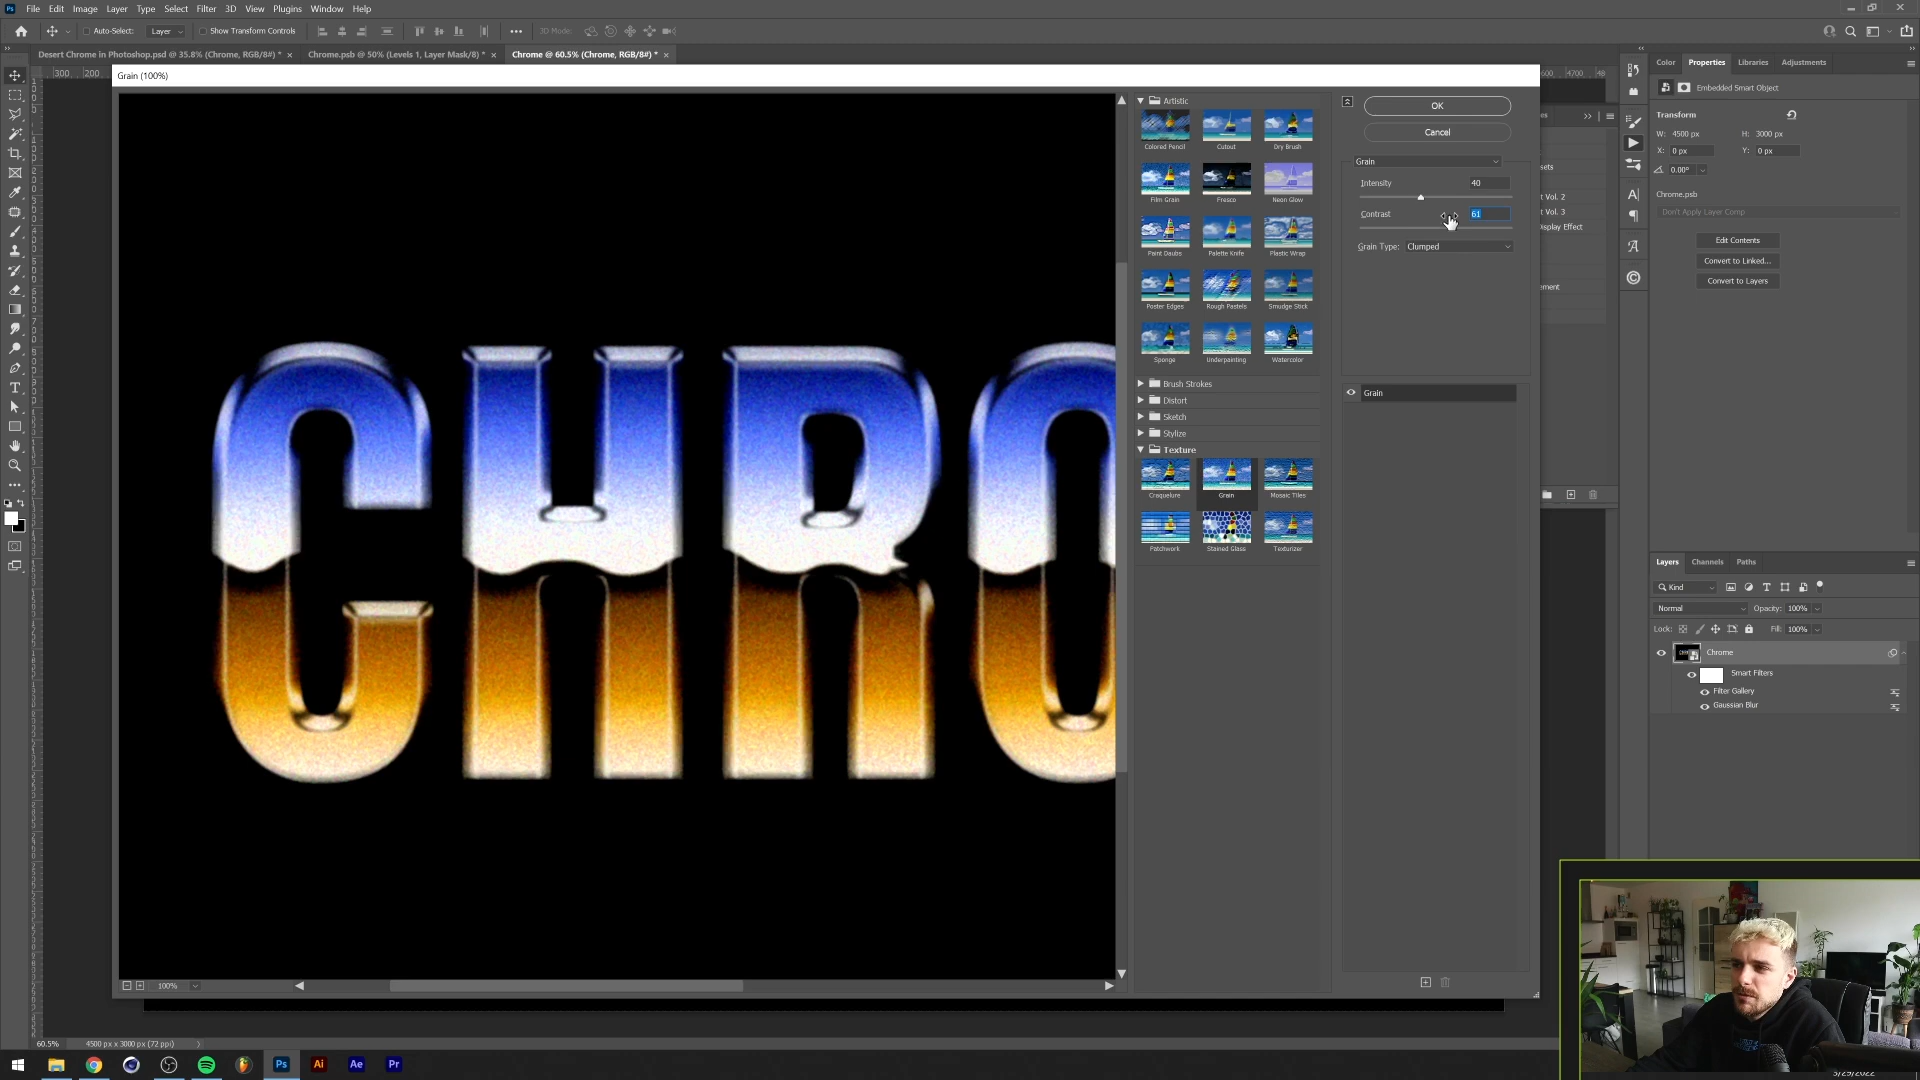 File Edit Image Layer Type Select Filter 3D View Plugins Window Help
Auto-Select: Layer Show Transform Controls 3D Mode:
Desert Chrome in Photoshop.psd @ 35.8% (Chrome, RGB/8#) * × Chrome.psb @ 50% (Levels 1, Layer Mask/8) * × Chrome @ 60.5% (Chrome, RGB/8#) * ×
300 200 4700
Grain (100%)
CHRO
100%
Artistic
Colored Pencil Cutout Dry Brush
Film Grain Fresco Neon Glow
Paint Daubs Palette Knife Plastic Wrap
Poster Edges Rough Pastels Smudge Stick
Sponge Underpainting Watercolor
Brush Strokes
Distort
Sketch
Stylize
Texture
Craquelure Grain Mosaic Tiles
Patchwork Stained Glass Texturizer
OK
Cancel
Grain
Intensity 40
Contrast 61
Grain Type: Clumped
Grain
t Vol. 2
t Vol. 3
isplay Effect
ement
Color Properties Libraries Adjustments
Embedded Smart Object
Transform
W: 4500 px H: 3000 px
X: 0 px Y: 0 px
0.00°
Chrome.psb
Don't Apply Layer Comp
Edit Contents
Convert to Linked...
Convert to Layers
Layers Channels Paths
Kind
Normal Opacity: 100%
Lock: Fill: 100%
Chrome
Smart Filters
Filter Gallery
Gaussian Blur
60.5% 4500 px x 3000 px (72 ppi)
Ps Ai Ae Pr